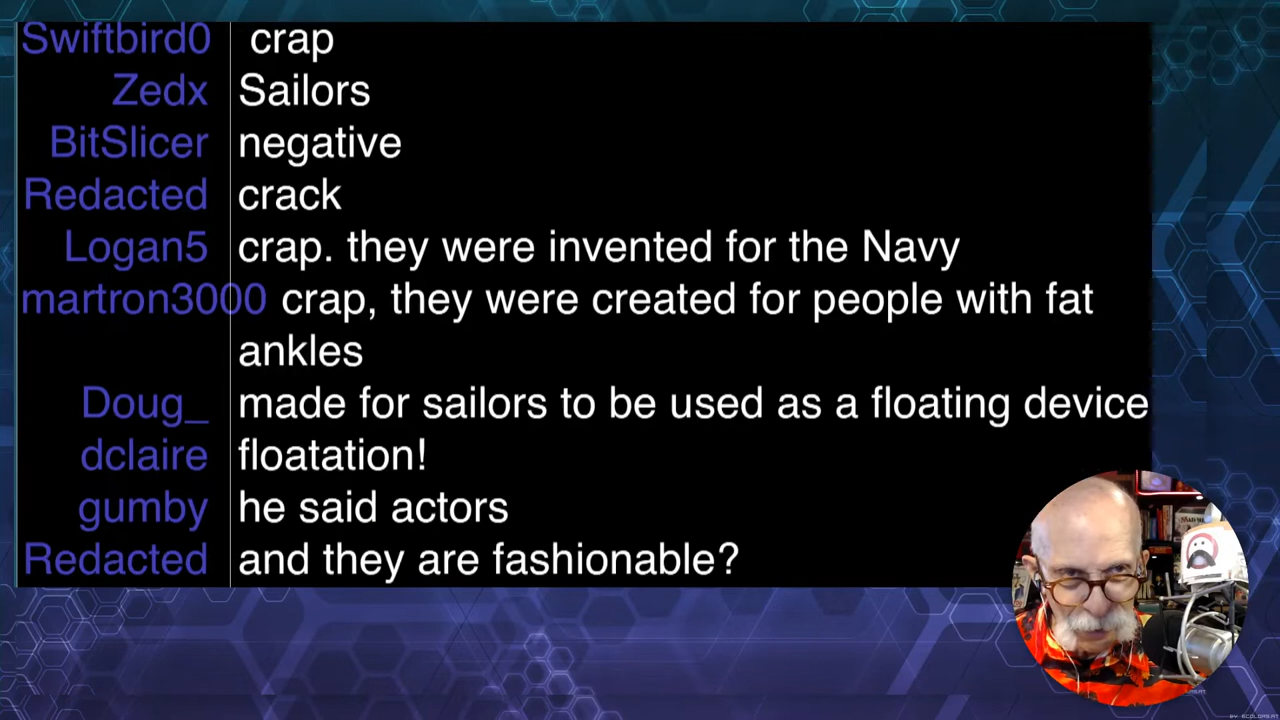 Swiftbird0 crap
Zedx Sailors
BitSlicer negative
Redacted crack
Logan5 crap. they were invented for the Navy
martron3000 crap, they were created for people with fat
ankles
Doug_ made for sailors to be used as a floating device
dclaire floatation!
gumby he said actors
Redacted and they are fashionable?